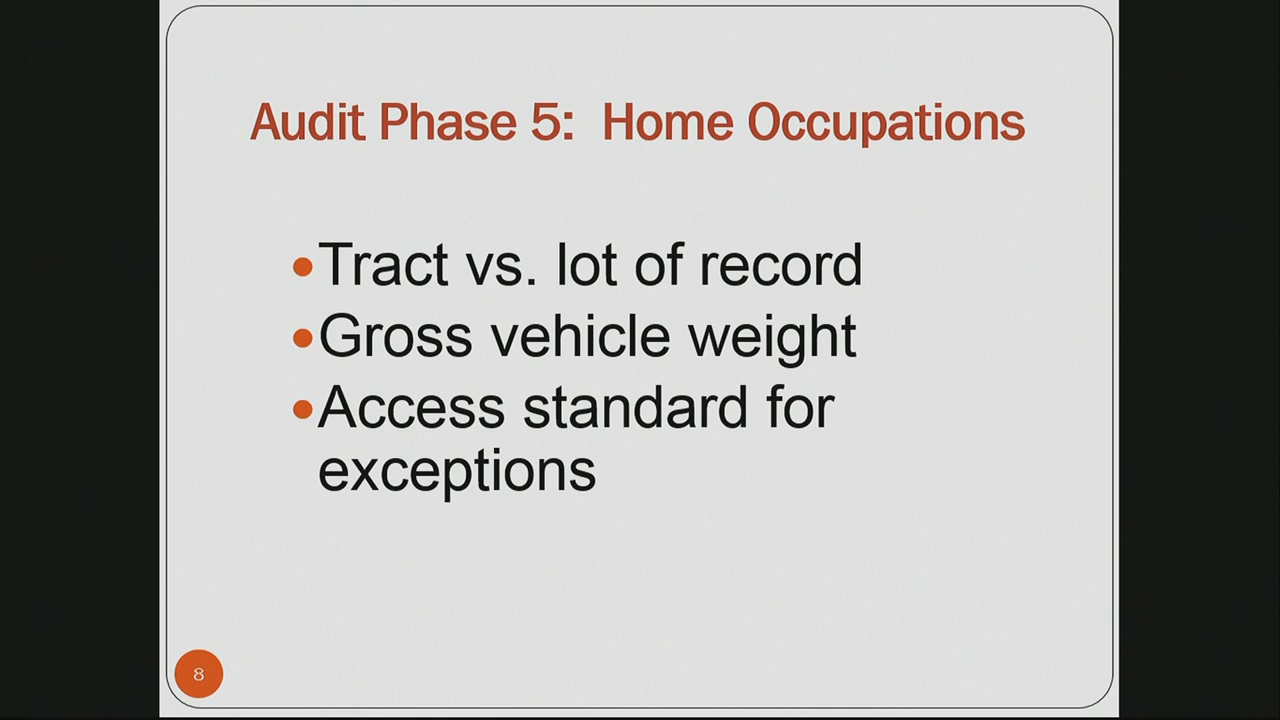 Audit Phase 5: Home Occupations
•Tract vs. lot of record
•Gross vehicle weight
•Access standard for
exceptions
8